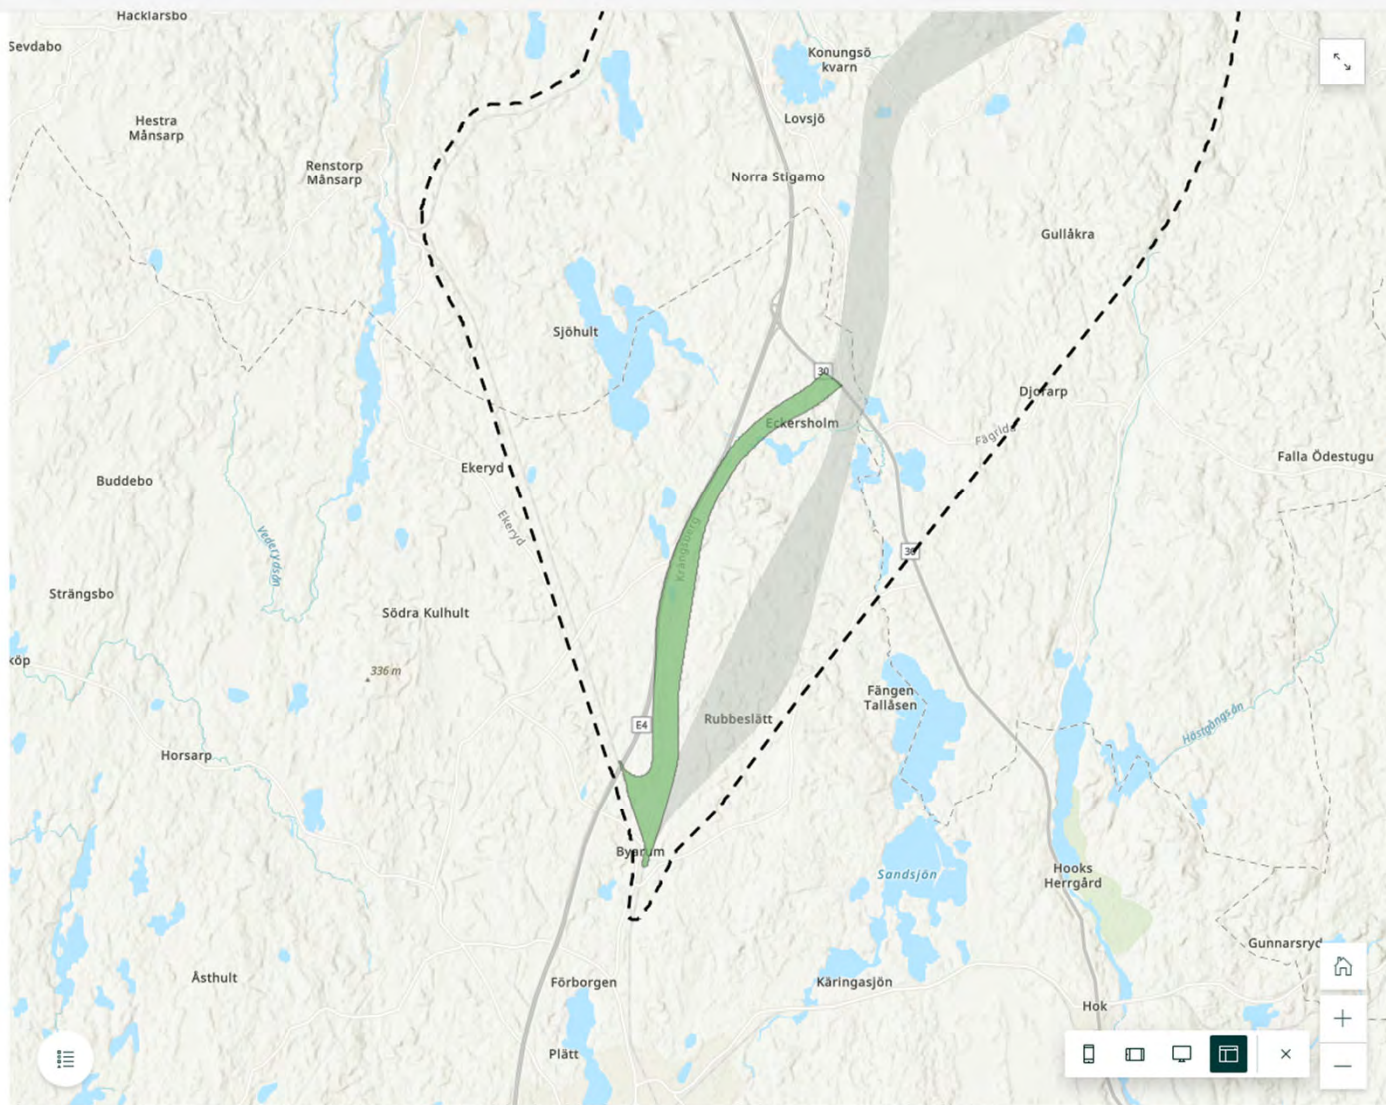 Hacklarsbo
Sevdabo
Konungsö
kvarn
Lovsjö
Hestra
Månsarp
Renstorp
Månsarp
Norra Stigamo
Gullåkra
Sjöhult
30
Djofarp
Eckersholm
Fägrida
Ekeryd
Falla Ödestugu
Buddebo
Ekeryd
Vederydsån
Krängsberg
30
Strängsbo
Södra Kulhult
köp
336 m
Fängen
Tallåsen
E4
Rubbeslätt
Hästgångsån
Horsarp
Byarum
Sandsjön
Hooks
Herrgård
Gunnarsryd
Åsthult
Förborgen
Käringasjön
Hok
Plätt